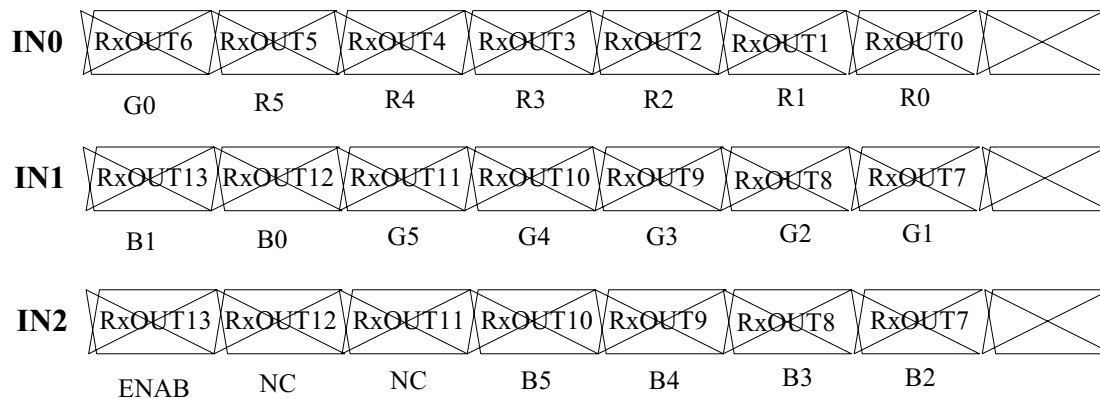 IN0 RxOUT6 RxOUT5 RxOUT4 RxOUT3 RxOUT2 RxOUT1 RxOUT0
G0 R5 R4 R3 R2 R1 R0
IN1 RxOUT13 RxOUT12 RxOUT11 RxOUT10 RxOUT9 RxOUT8 RxOUT7
B1 B0 G5 G4 G3 G2 G1
IN2 RxOUT13 RxOUT12 RxOUT11 RxOUT10 RxOUT9 RxOUT8 RxOUT7
ENAB NC NC B5 B4 B3 B2